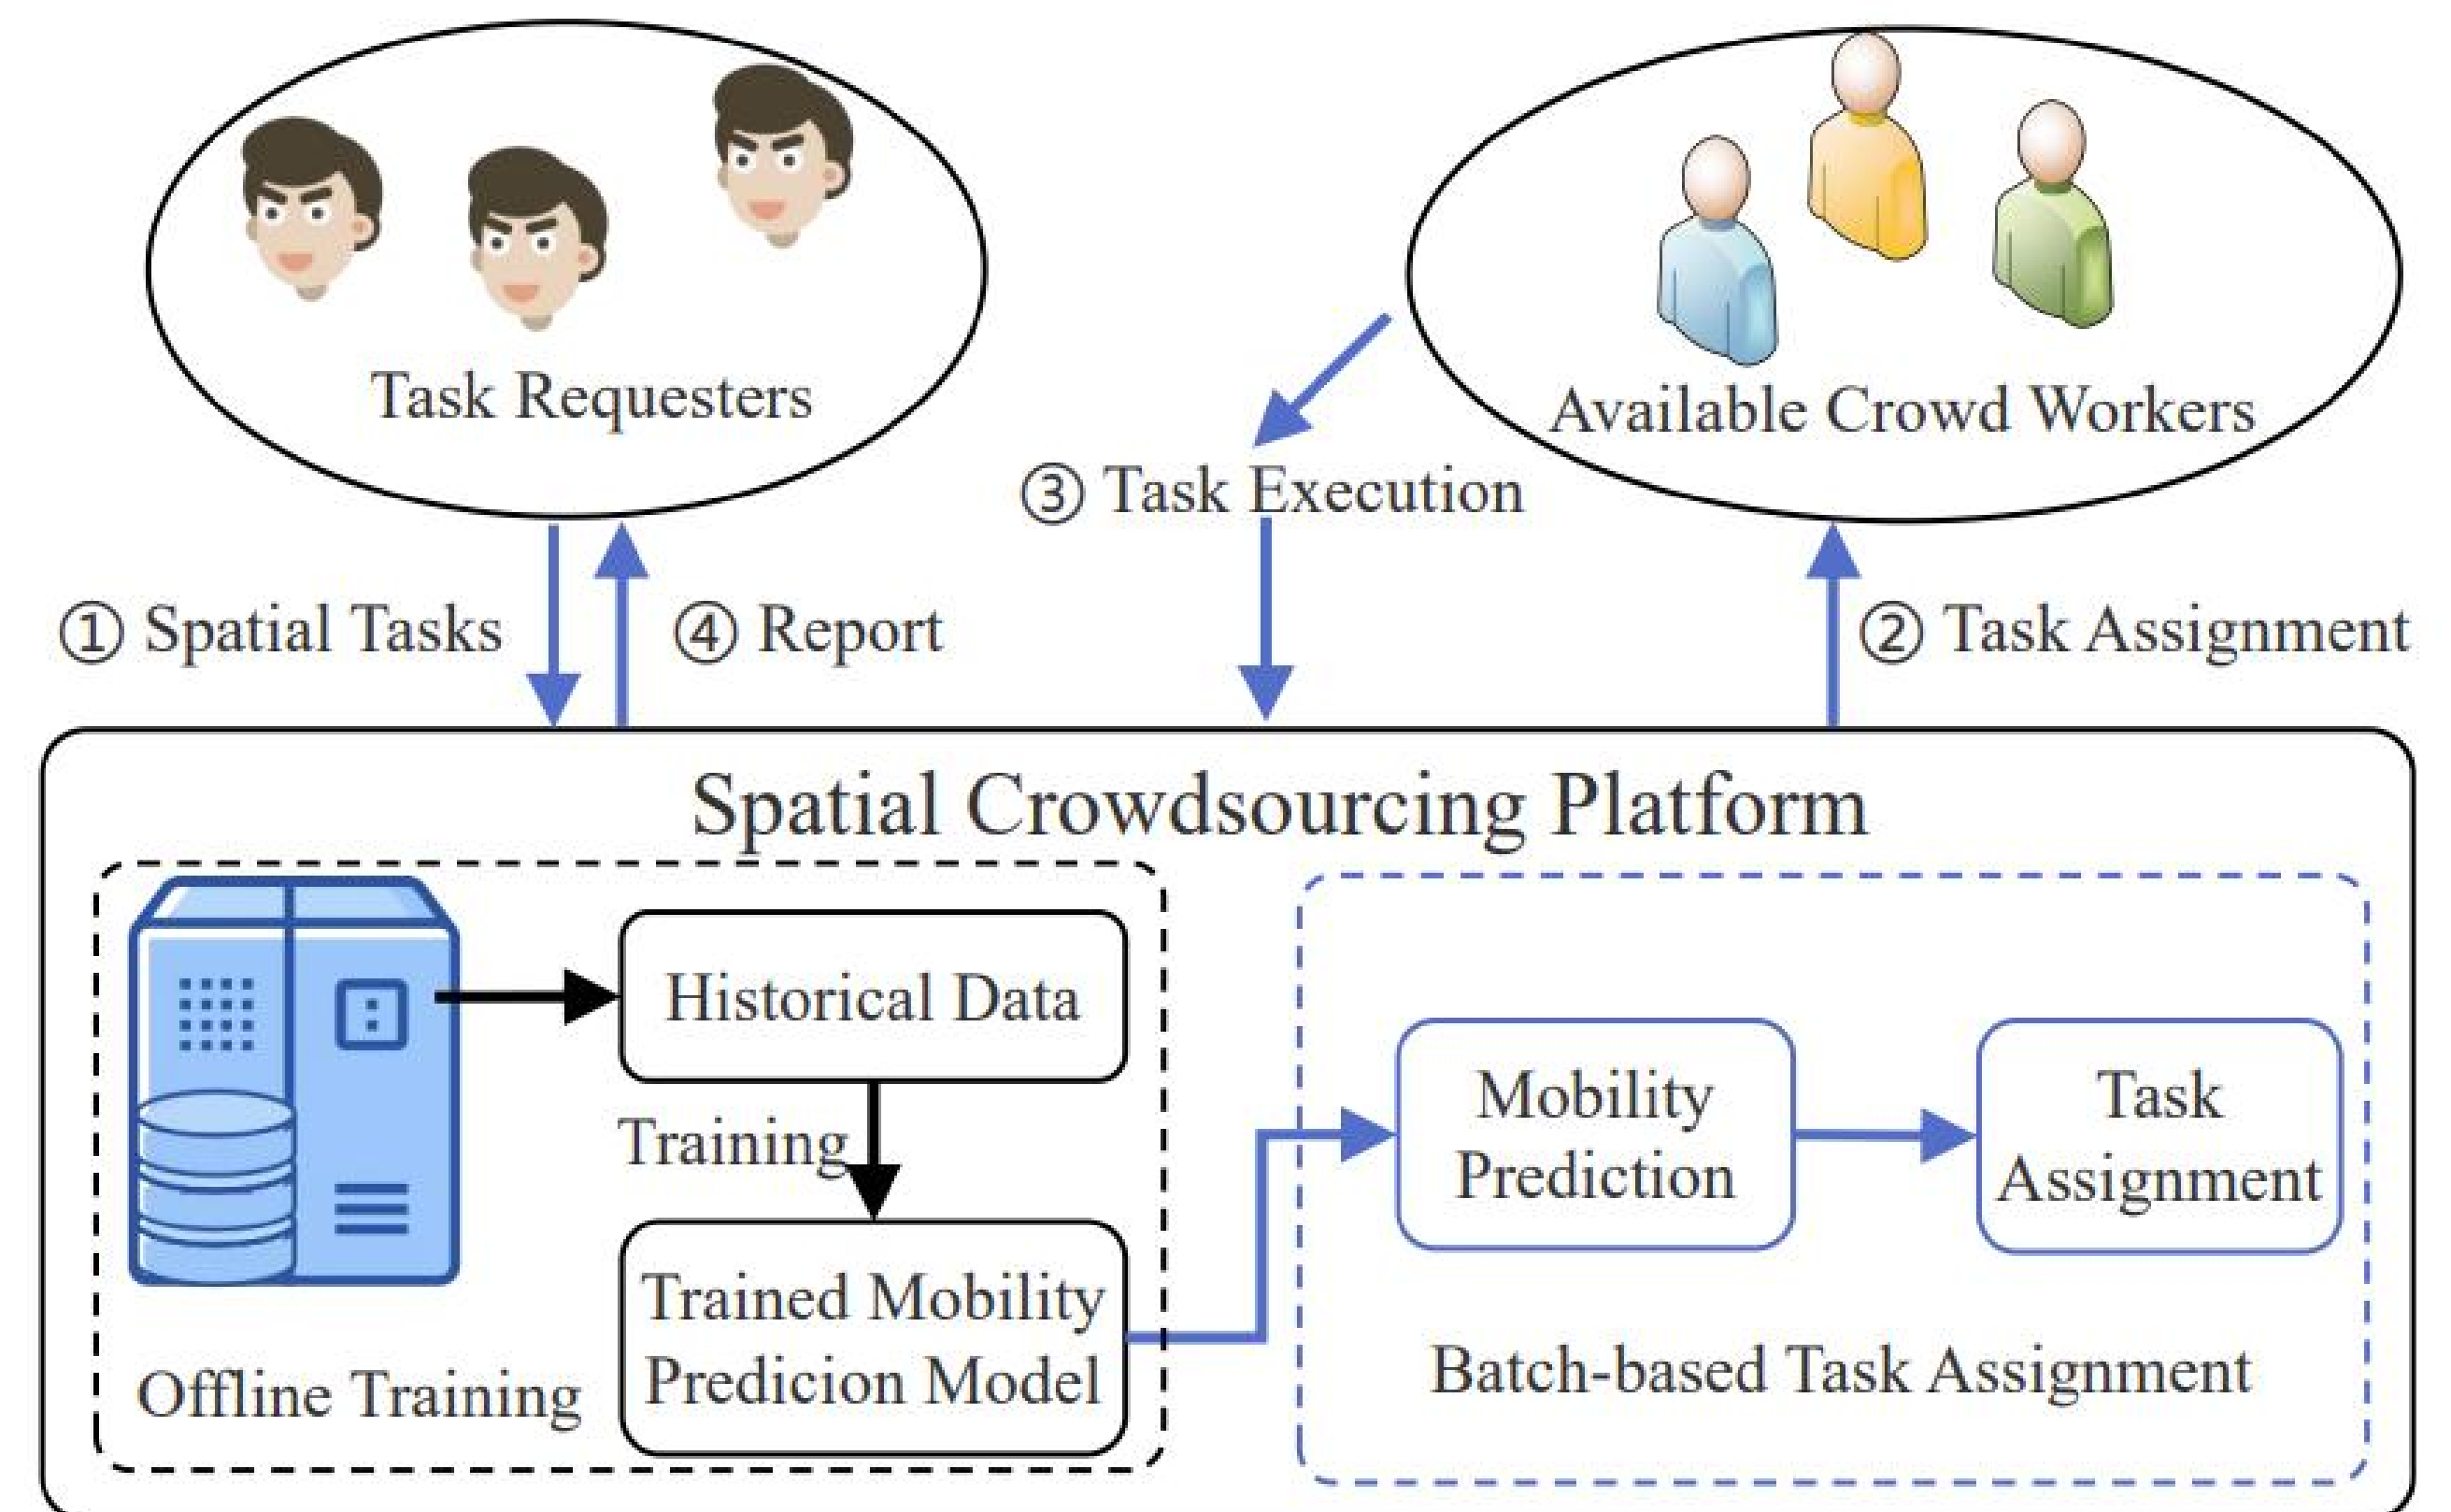 Task Requesters
Available Crowd Workers
③ Task Execution
① Spatial Tasks
④ Report
② Task Assignment
Spatial Crowdsourcing Platform
Historical Data
Training
Trained Mobility
Predicion Model
Offline Training
Mobility
Prediction
Task
Assignment
Batch-based Task Assignment